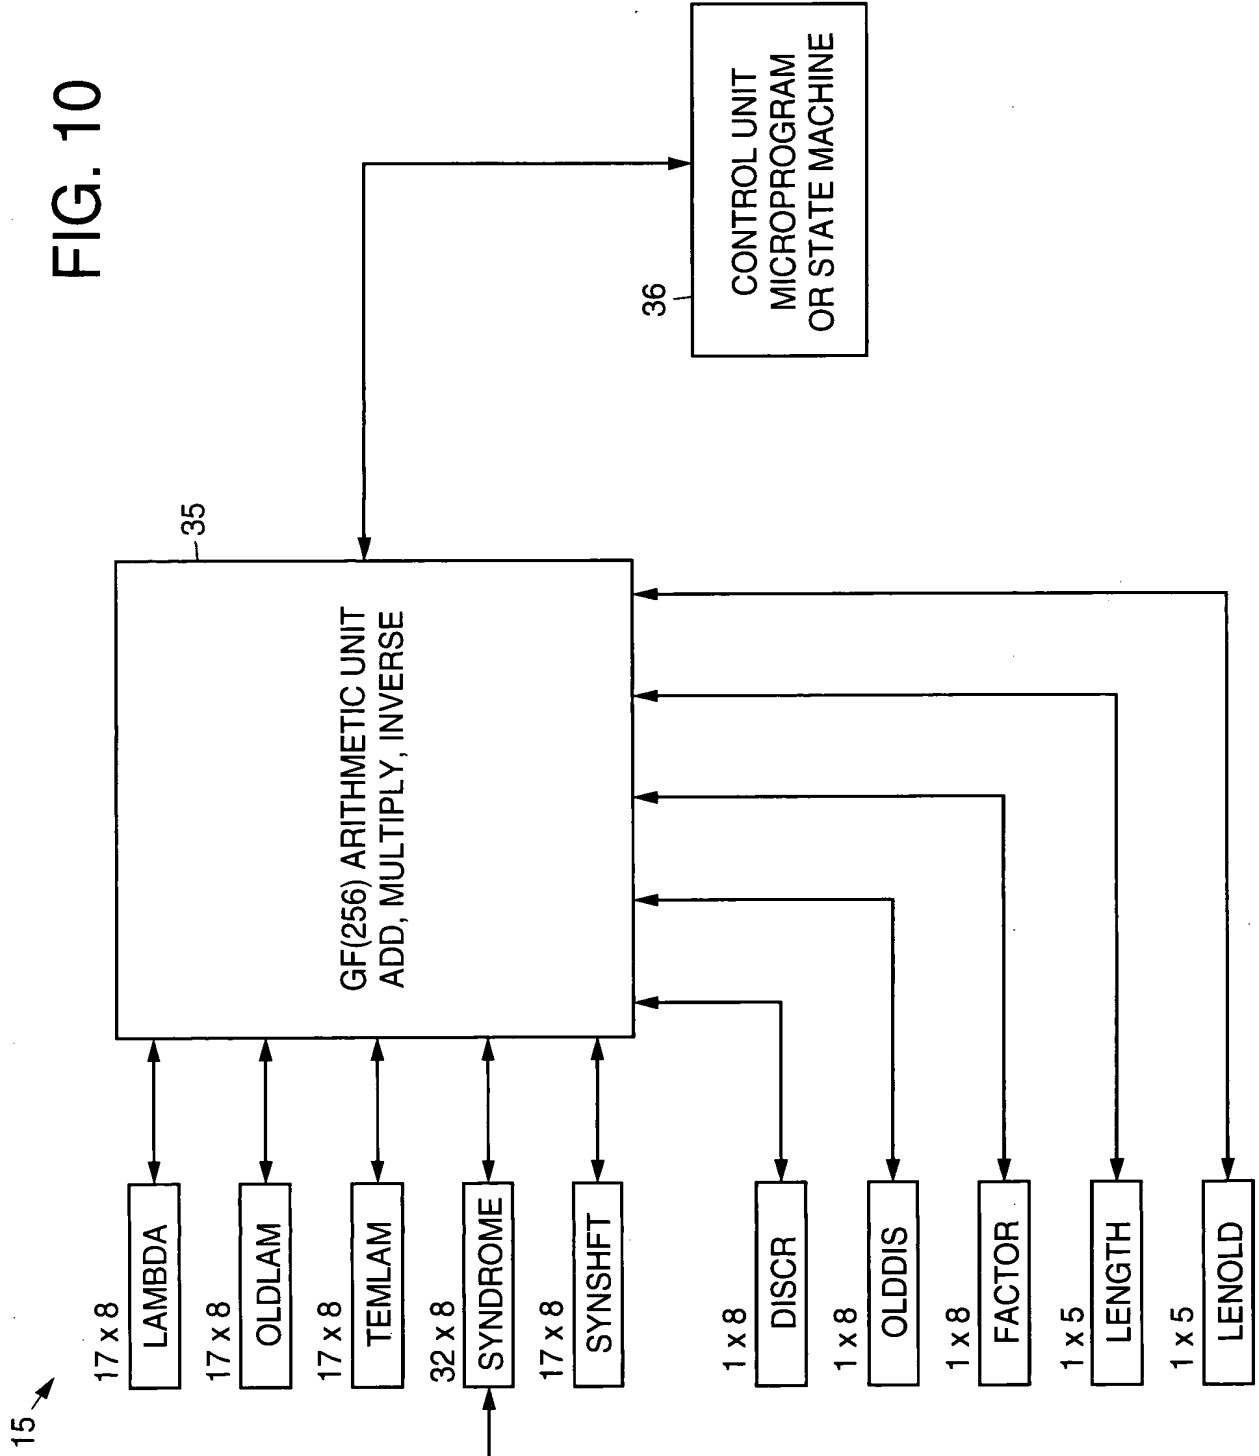 FIG. 10
15
17 x 8
LAMBDA
17 x 8
OLDLAM
17 x 8
TEMLAM
32 x 8
SYNDROME
17 x 8
SYNSHFT
1 x 8
DISCR
1 x 8
OLDDIS
1 x 8
FACTOR
1 x 5
LENGTH
1 x 5
LENOLD
35
GF(256) ARITHMETIC UNIT
ADD, MULTIPLY, INVERSE
36
CONTROL UNIT
MICROPROGRAM
OR STATE MACHINE